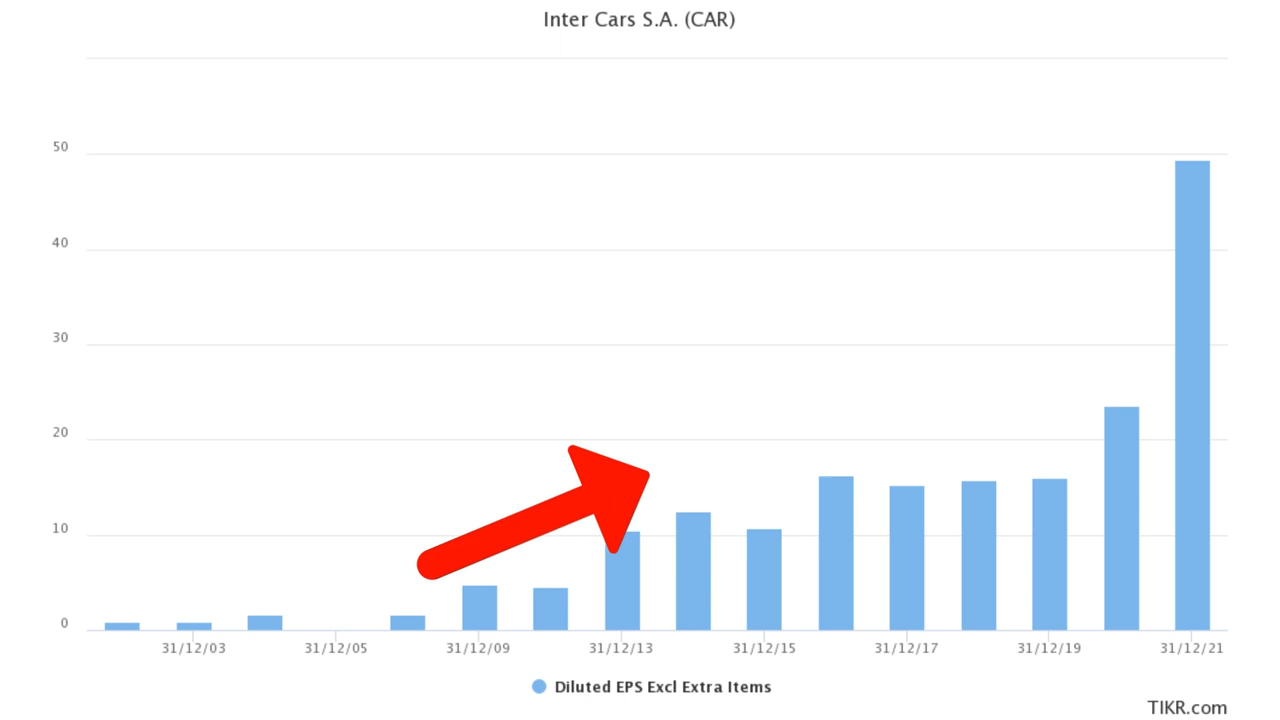 Inter Cars S.A. (CAR)
50
40
30
20
10
0
31/12/03 31/12/05 31/12/09 31/12/13 31/12/15 31/12/17 31/12/19 31/12/21
Diluted EPS Excl Extra Items
TIKR.com